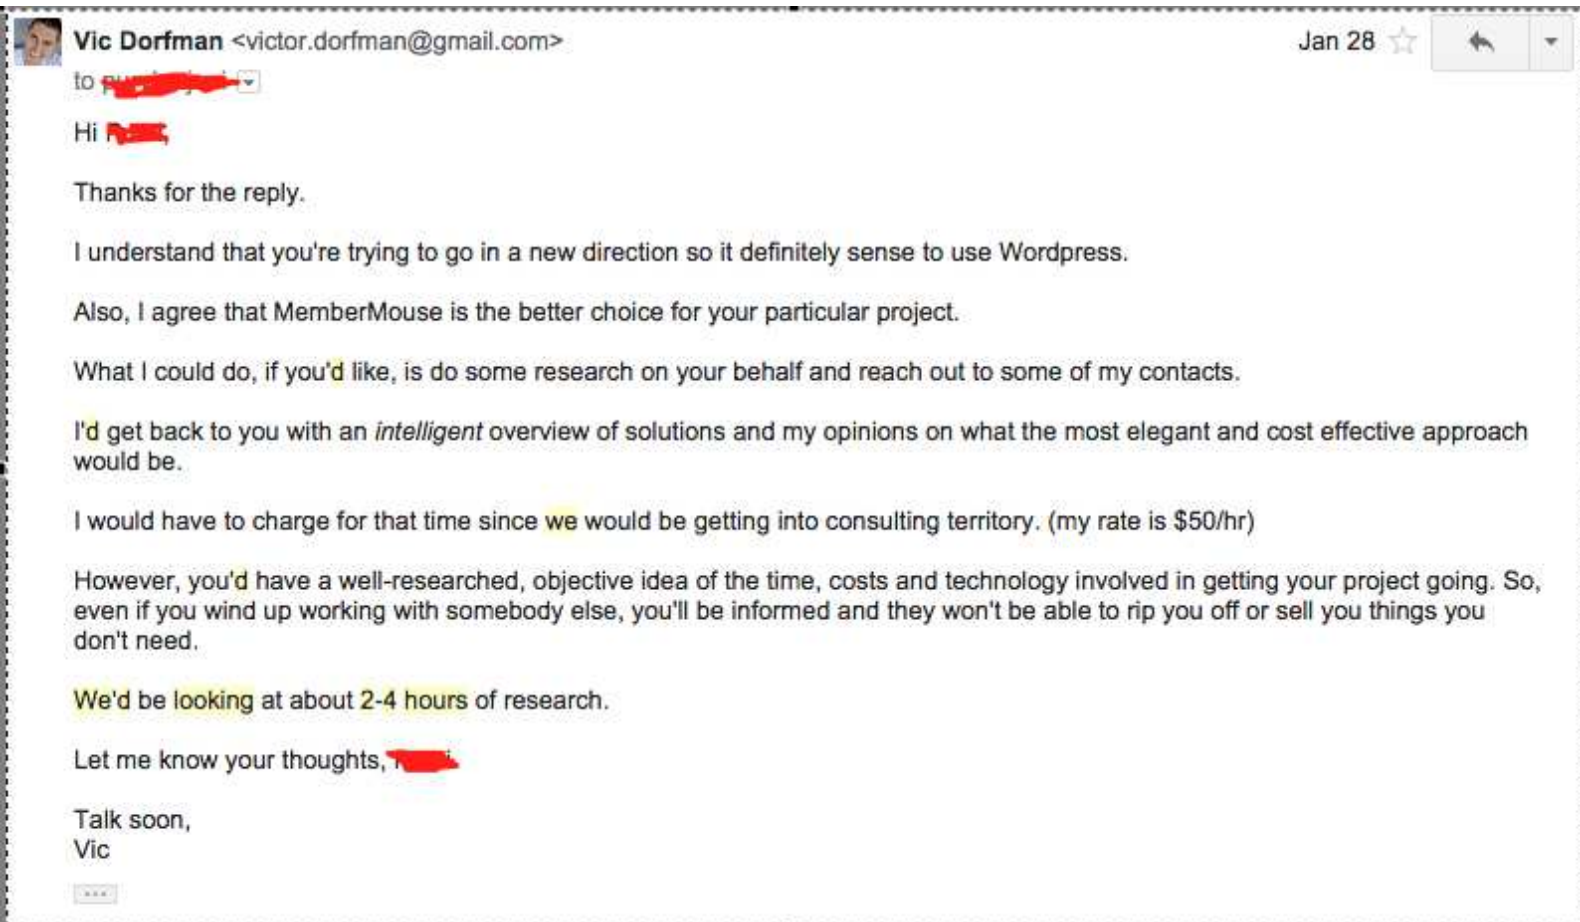 Vic Dorfman <victor.dorfman@gmail.com>
Jan 28
to
Hi
Thanks for the reply.
I understand that you're trying to go in a new direction so it definitely sense to use Wordpress.
Also, I agree that MemberMouse is the better choice for your particular project.
What I could do, if you'd like, is do some research on your behalf and reach out to some of my contacts.
I'd get back to you with an intelligent overview of solutions and my opinions on what the most elegant and cost effective approach
would be.
I would have to charge for that time since we would be getting into consulting territory. (my rate is $50/hr)
However, you'd have a well-researched, objective idea of the time, costs and technology involved in getting your project going. So,
even if you wind up working with somebody else, you'll be informed and they won't be able to rip you off or sell you things you
don't need.
We'd be looking at about 2-4 hours of research.
Let me know your thoughts,
Talk soon,
Vic